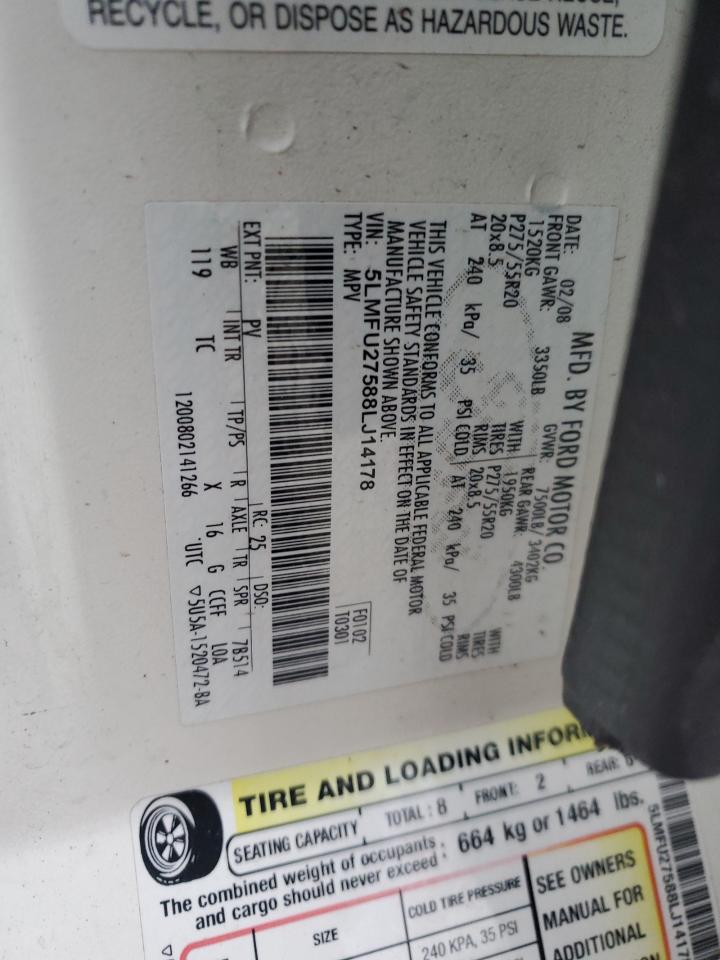 RECYCLE, OR DISPOSE AS HAZARDOUS WASTE.
MFD. BY FORD MOTOR CO.
DATE: 02/08 GVWR: 7500LB/ 3402KG
FRONT GAWR: 3350LB REAR GAWR: 4300LB
1520KG WITH 1950KG WITH
P275/55R20 TIRES P275/55R20 TIRES
20x8.5 RIMS 20x8.5 RIMS
AT 240 kPa/ 35 PSI COLD AT 240 kPa/ 35 PSI COLD
THIS VEHICLE CONFORMS TO ALL APPLICABLE FEDERAL MOTOR
VEHICLE SAFETY STANDARDS IN EFFECT ON THE DATE OF
MANUFACTURE SHOWN ABOVE.
VIN: 5LMFU27588LJ14178 F0102
TYPE: MPV T0301
EXT PNT: PV RC: 25 DSO:
WB INT TR TP/PS R AXLE TR SPR 7B514
119 TC X 16 G CCFF LOA
1200802141266 UTC ▽5U5A-1520472-BA
TIRE AND LOADING
SEATING CAPACITY TOTAL: 8 FRONT: 2 REAR:
The combined weight of occupants and cargo should never exceed: 664 kg or 1464 lbs.
SIZE COLD TIRE PRESSURE SEE OWNERS
240 KPA, 35 PSI MANUAL FOR
ADDITIONAL
5LMFU27588LJ1417